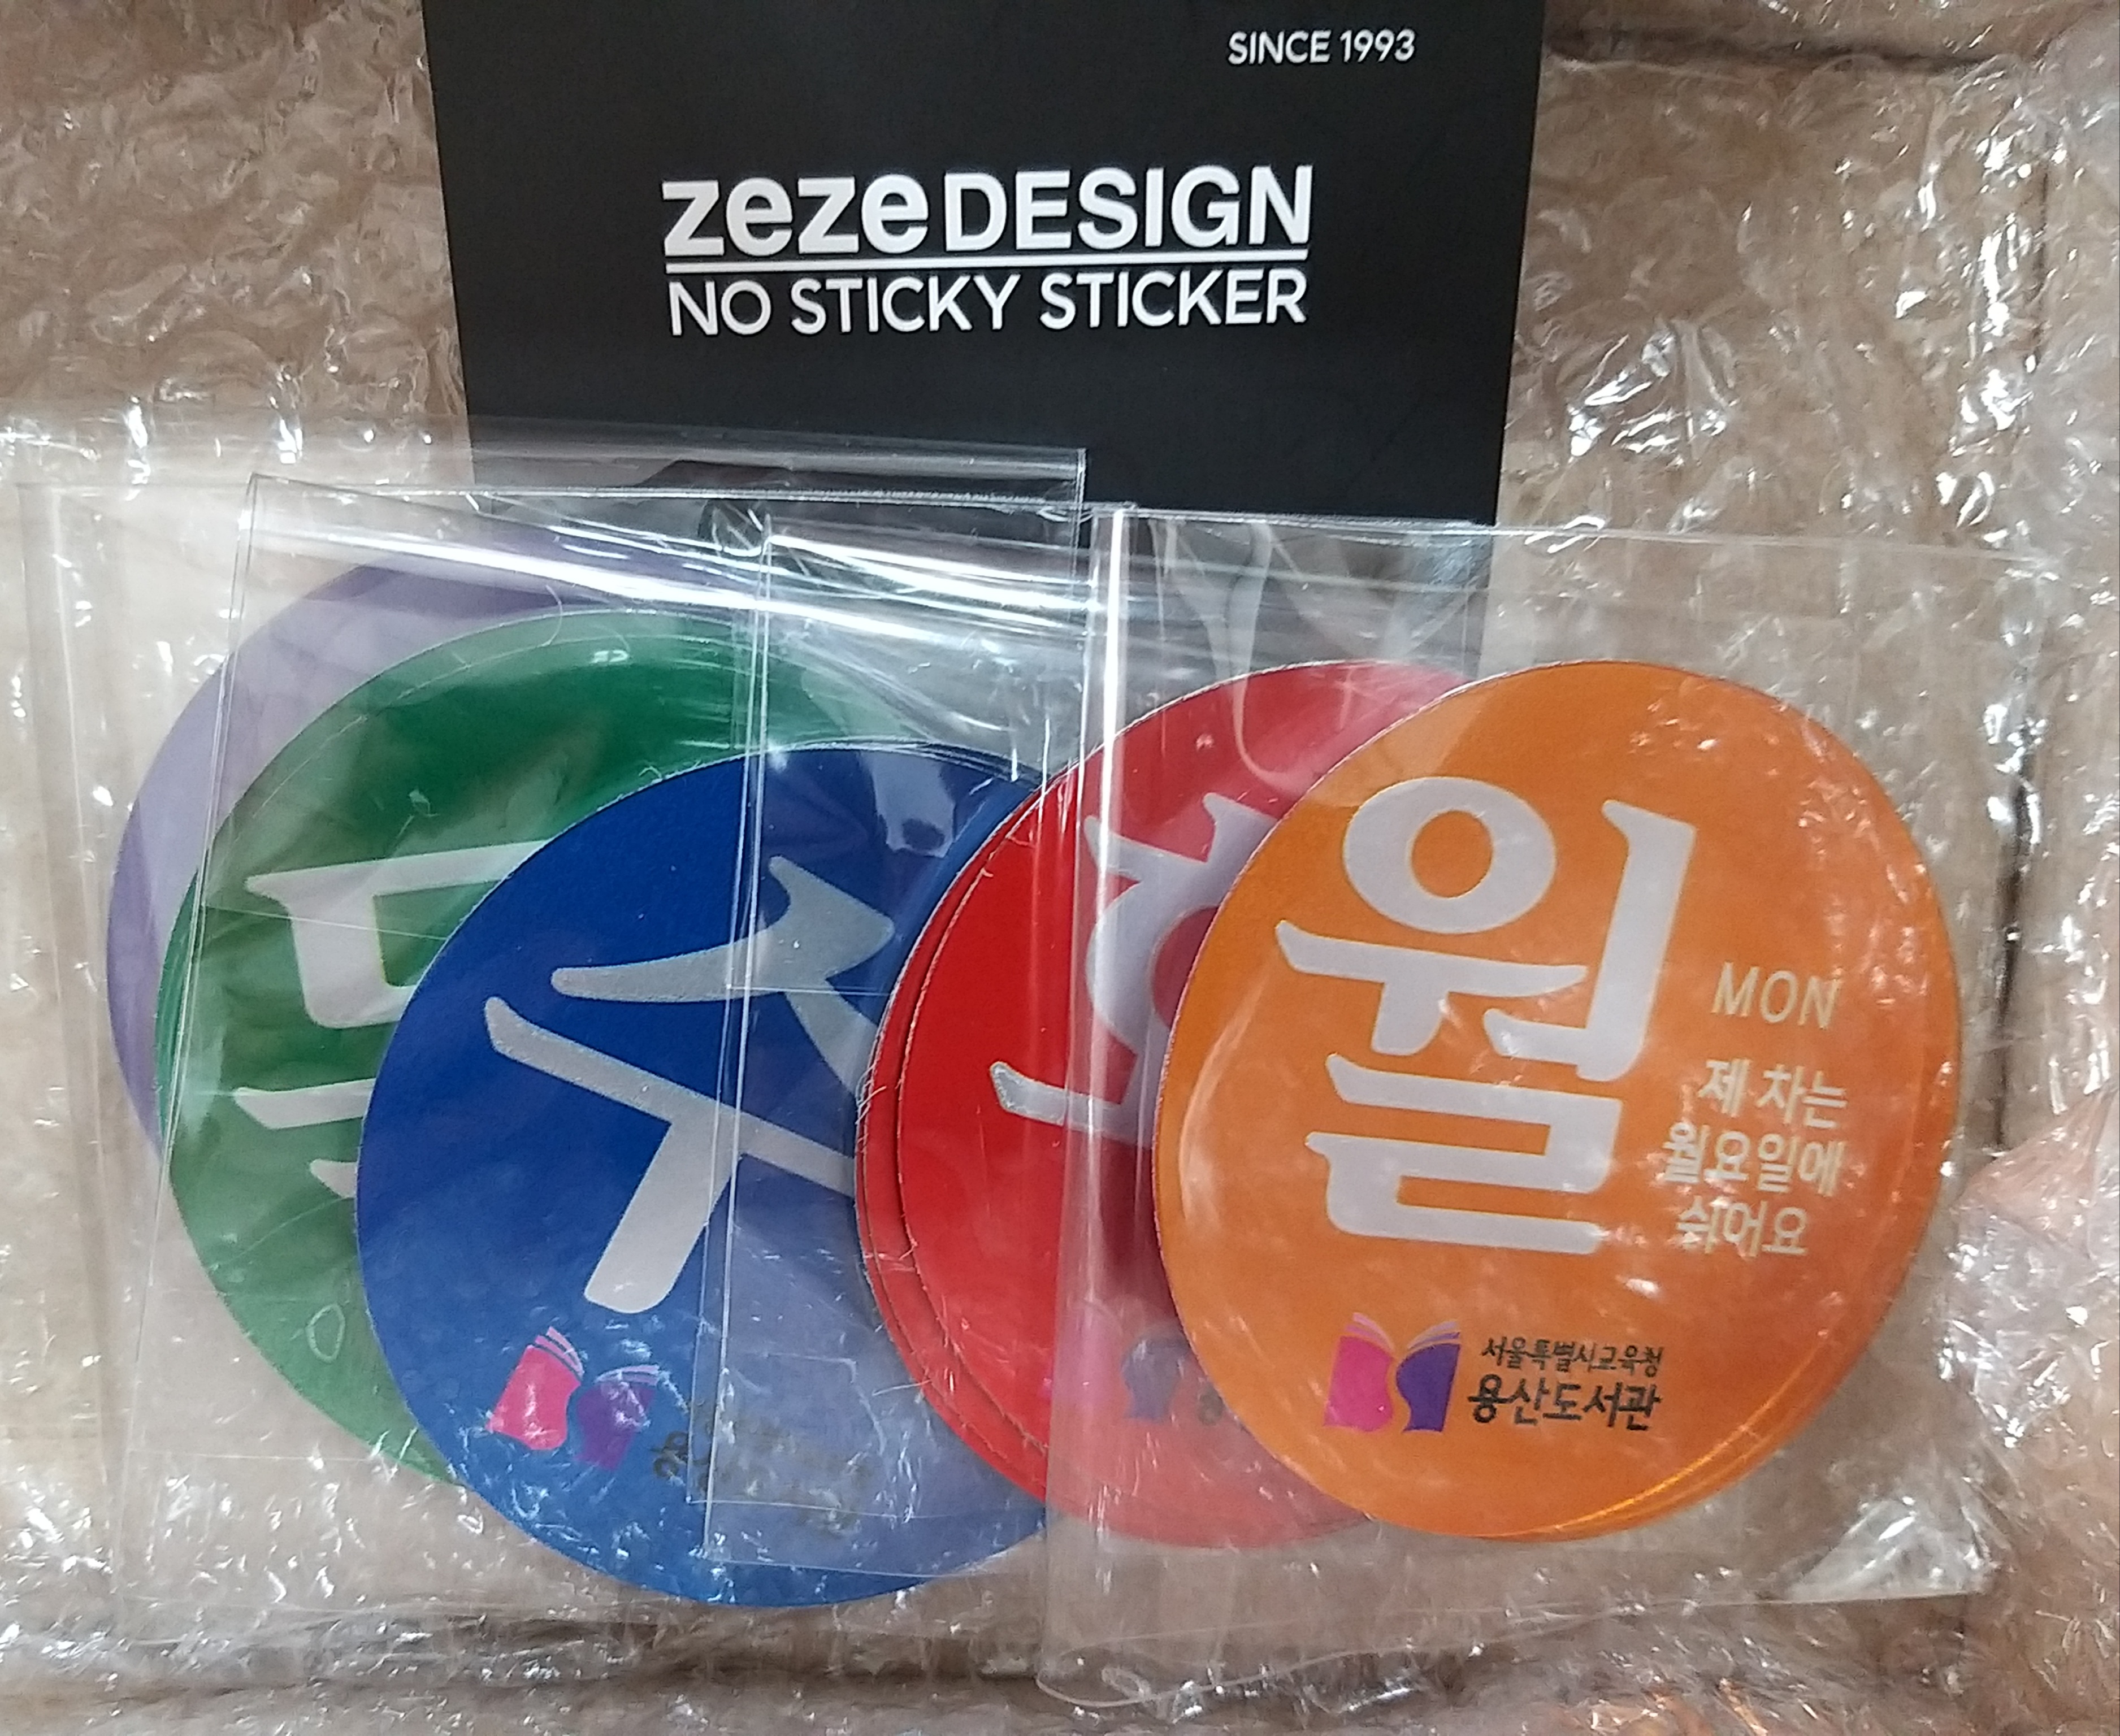 SINCE 1993
zeze DESIGN
NO STICKY STICKER
월
MON
제 차는
월요일에
쉬어요
서울특별시교육청
용산도서관